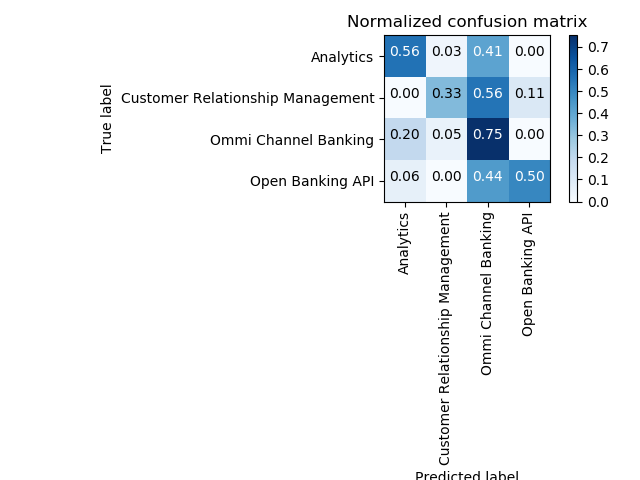 Normalized confusion matrix
True label
Analytics 0.56 0.03 0.41 0.00
Customer Relationship Management 0.00 0.33 0.56 0.11
Ommi Channel Banking 0.20 0.05 0.75 0.00
Open Banking API 0.06 0.00 0.44 0.50
Analytics
Customer Relationship Management
Ommi Channel Banking
Open Banking API
Predicted label
0.7
0.6
0.5
0.4
0.3
0.2
0.1
0.0